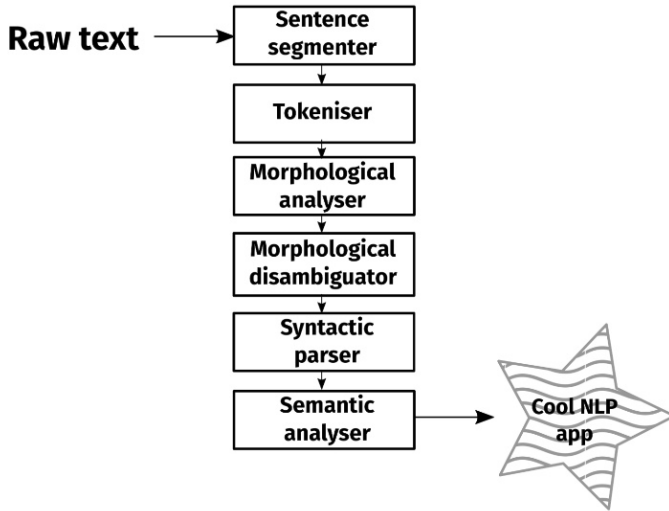 Raw text
Sentence
segmenter
Tokeniser
Morphological
analyser
Morphological
disambiguator
Syntactic
parser
Semantic
analyser
Cool NLP
app